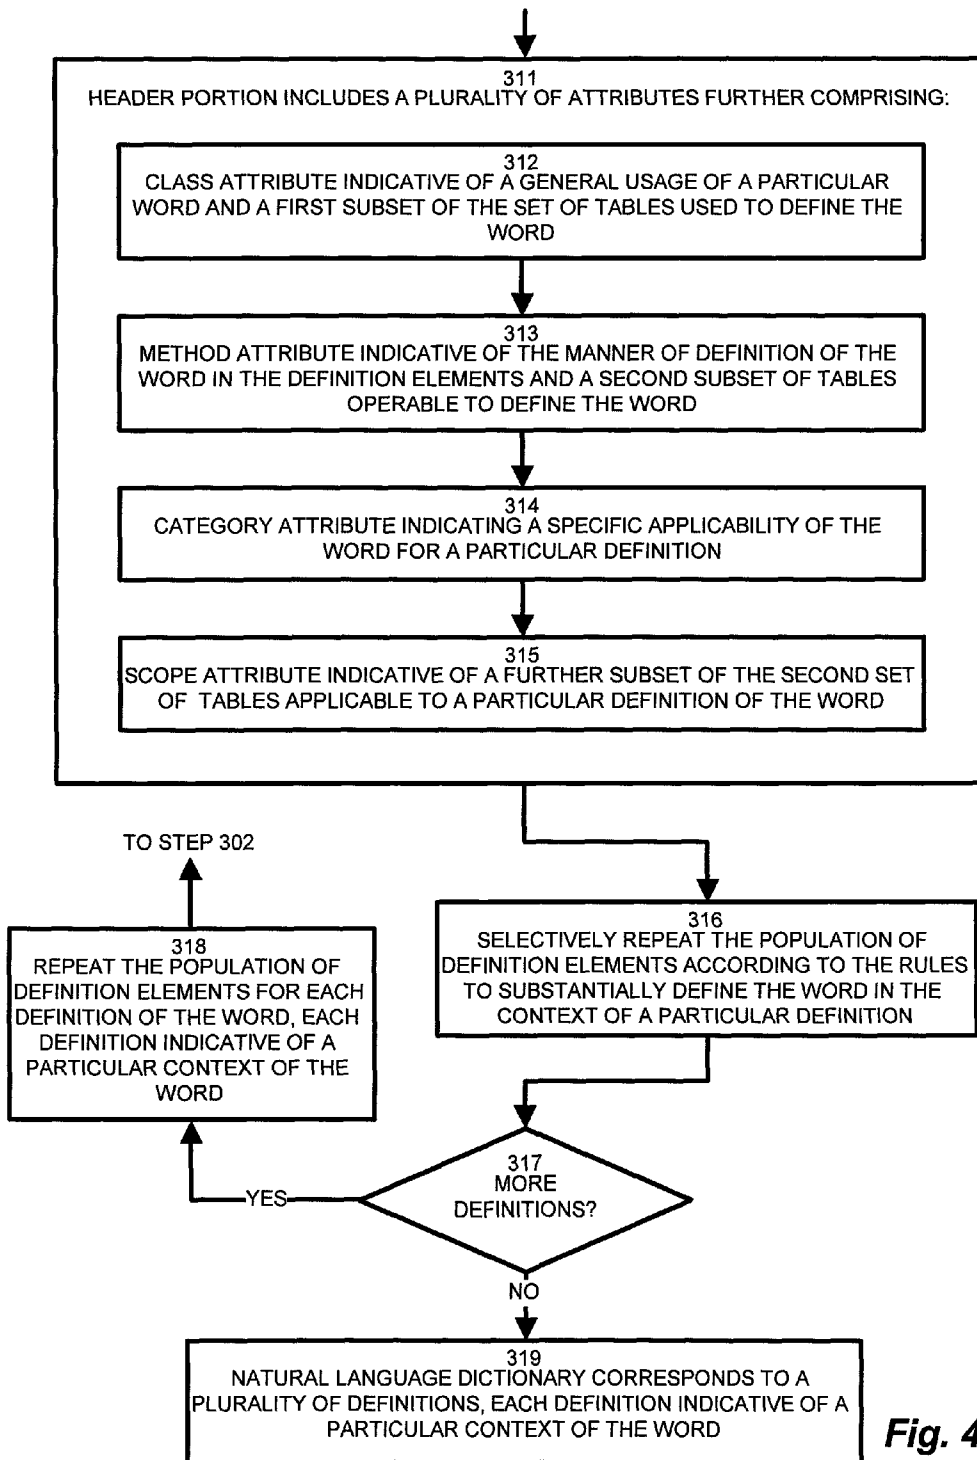 311
HEADER PORTION INCLUDES A PLURALITY OF ATTRIBUTES FURTHER COMPRISING:
312
CLASS ATTRIBUTE INDICATIVE OF A GENERAL USAGE OF A PARTICULAR
WORD AND A FIRST SUBSET OF THE SET OF TABLES USED TO DEFINE THE
WORD
313
METHOD ATTRIBUTE INDICATIVE OF THE MANNER OF DEFINITION OF THE
WORD IN THE DEFINITION ELEMENTS AND A SECOND SUBSET OF TABLES
OPERABLE TO DEFINE THE WORD
314
CATEGORY ATTRIBUTE INDICATING A SPECIFIC APPLICABILITY OF THE
WORD FOR A PARTICULAR DEFINITION
315
SCOPE ATTRIBUTE INDICATIVE OF A FURTHER SUBSET OF THE SECOND SET
OF TABLES APPLICABLE TO A PARTICULAR DEFINITION OF THE WORD
TO STEP 302
316
SELECTIVELY REPEAT THE POPULATION OF
DEFINITION ELEMENTS ACCORDING TO THE RULES
TO SUBSTANTIALLY DEFINE THE WORD IN THE
CONTEXT OF A PARTICULAR DEFINITION
318
REPEAT THE POPULATION OF
DEFINITION ELEMENTS FOR EACH
DEFINITION OF THE WORD, EACH
DEFINITION INDICATIVE OF A
PARTICULAR CONTEXT OF THE
WORD
317
MORE
DEFINITIONS?
YES
NO
319
NATURAL LANGUAGE DICTIONARY CORRESPONDS TO A
PLURALITY OF DEFINITIONS, EACH DEFINITION INDICATIVE OF A
PARTICULAR CONTEXT OF THE WORD
Fig. 4